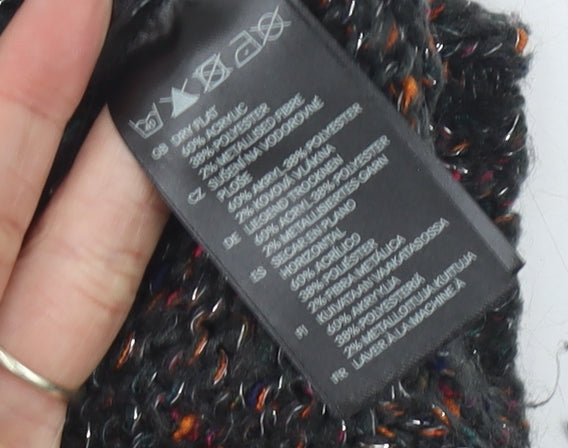 GB DRY FLAT
60% ACRYLIC
38% POLYESTER
2% METALLISED FIBRE
CZ SUŠENÍ NA VODOROVNÉ
PLOŠE
60% AKRYL 38% POLYESTER
2% KOVOVÁ VLÁKNA
DE LIEGEND TROCKNEN
60% ACRYL 38% POLYESTER
2% METALLISIERTES GARN
ES SECAR EN PLANO
HORIZONTAL
60% ACRÍLICO
38% POLIÉSTER
2% FIBRA METÁLICA
FI KUIVATAAN VAAKATASOSSA
60% AKRYYLIA
38% POLYESTERIÄ
2% METALLOITUJA KUITUJA
FR LAVER À LA MACHINE À